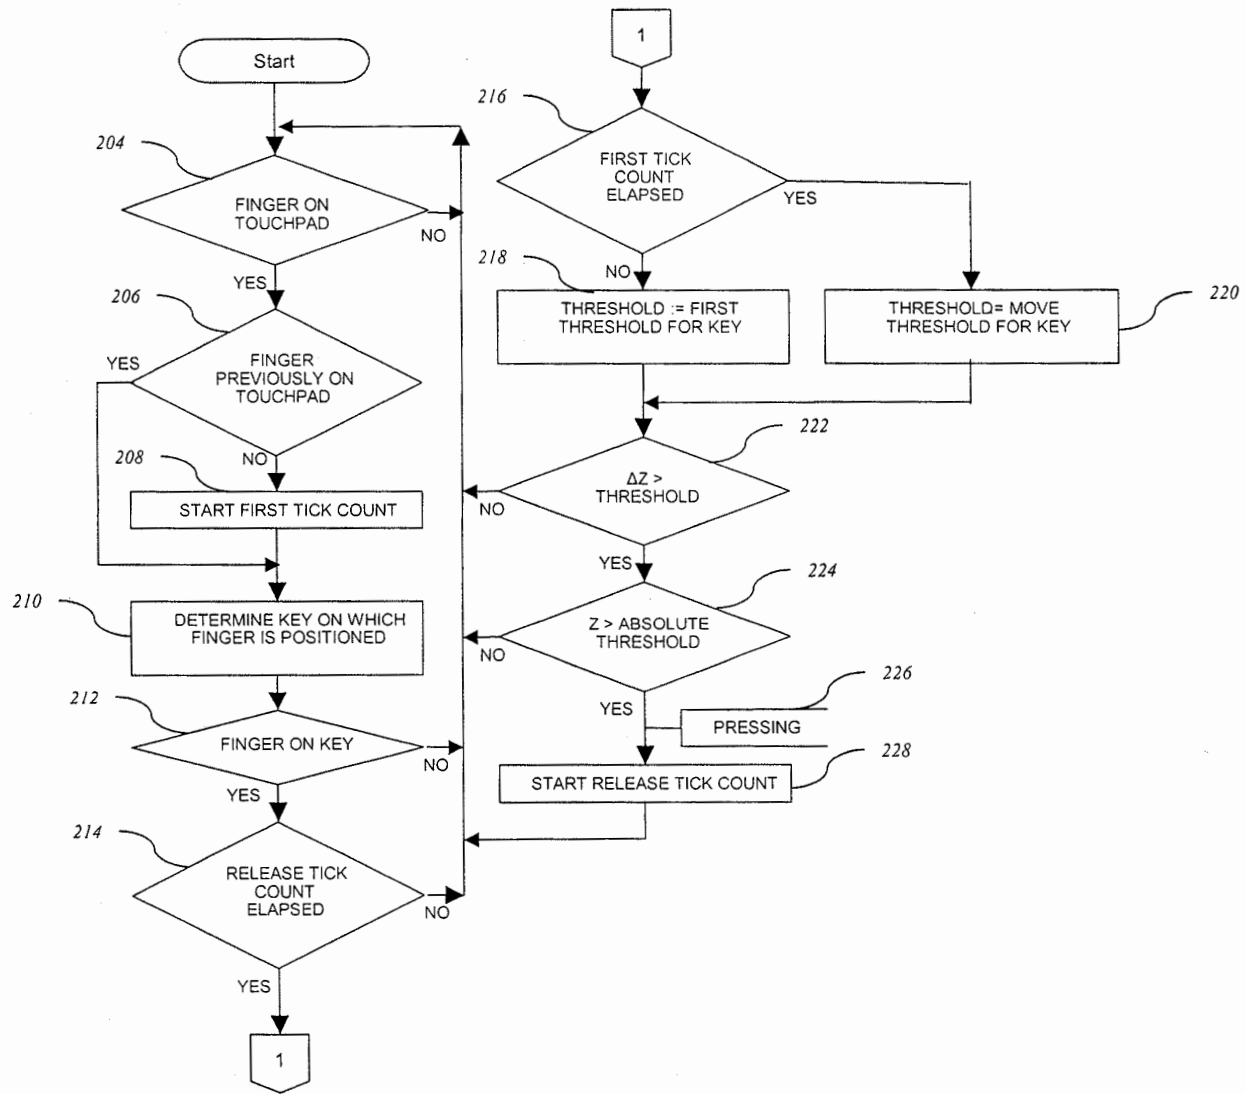 Start
204
FINGER ON
TOUCHPAD
NO
YES
206
YES
FINGER
PREVIOUSLY ON
TOUCHPAD
NO
208
START FIRST TICK COUNT
210
DETERMINE KEY ON WHICH
FINGER IS POSITIONED
212
FINGER ON KEY
NO
YES
214
RELEASE TICK
COUNT
ELAPSED
NO
YES
1
1
216
FIRST TICK
COUNT
ELAPSED
YES
NO
218
THRESHOLD := FIRST
THRESHOLD FOR KEY
THRESHOLD= MOVE
THRESHOLD FOR KEY
220
222
ΔZ >
THRESHOLD
NO
YES
224
Z > ABSOLUTE
THRESHOLD
NO
YES
226
PRESSING
228
START RELEASE TICK COUNT